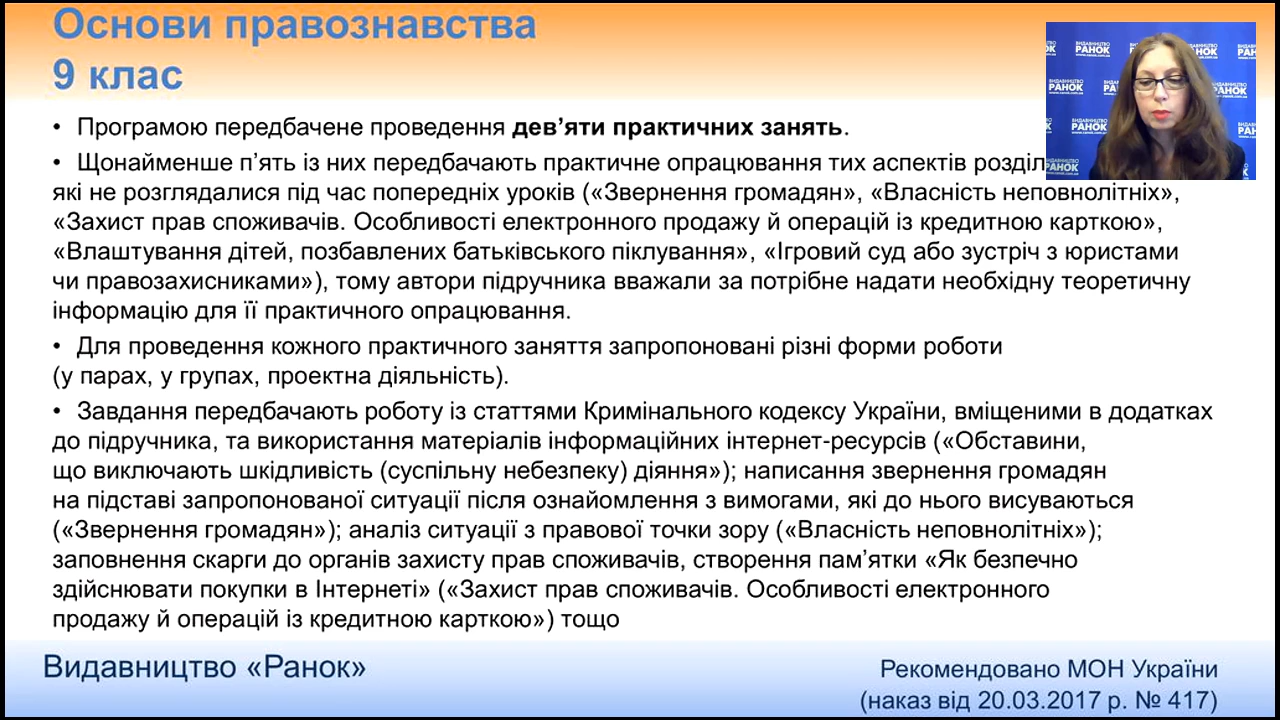 Основи правознавства
9 клас
• Програмою передбачене проведення дев’яти практичних занять.
• Щонайменше п’ять із них передбачають практичне опрацювання тих аспектів розділ
які не розглядалися під час попередніх уроків («Звернення громадян», «Власність неповнолітніх»,
«Захист прав споживачів. Особливості електронного продажу й операцій із кредитною карткою»,
«Влаштування дітей, позбавлених батьківського піклування», «Ігровий суд або зустріч з юристами
чи правозахисниками»), тому автори підручника вважали за потрібне надати необхідну теоретичну
інформацію для її практичного опрацювання.
• Для проведення кожного практичного заняття запропоновані різні форми роботи
(у парах, у групах, проектна діяльність).
• Завдання передбачають роботу із статтями Кримінального кодексу України, вміщеними в додатках
до підручника, та використання матеріалів інформаційних інтернет-ресурсів («Обставини,
що виключають шкідливість (суспільну небезпеку) діяння»); написання звернення громадян
на підставі запропонованої ситуації після ознайомлення з вимогами, які до нього висуваються
(«Звернення громадян»); аналіз ситуації з правової точки зору («Власність неповнолітніх»);
заповнення скарги до органів захисту прав споживачів, створення пам’ятки «Як безпечно
здійснювати покупки в Інтернеті» («Захист прав споживачів. Особливості електронного
продажу й операцій із кредитною карткою») тощо
Видавництво «Ранок»
Рекомендовано МОН України
(наказ від 20.03.2017 р. № 417)
ВИДАВНИЦТВО
РАНОК
www.ranok.com.ua